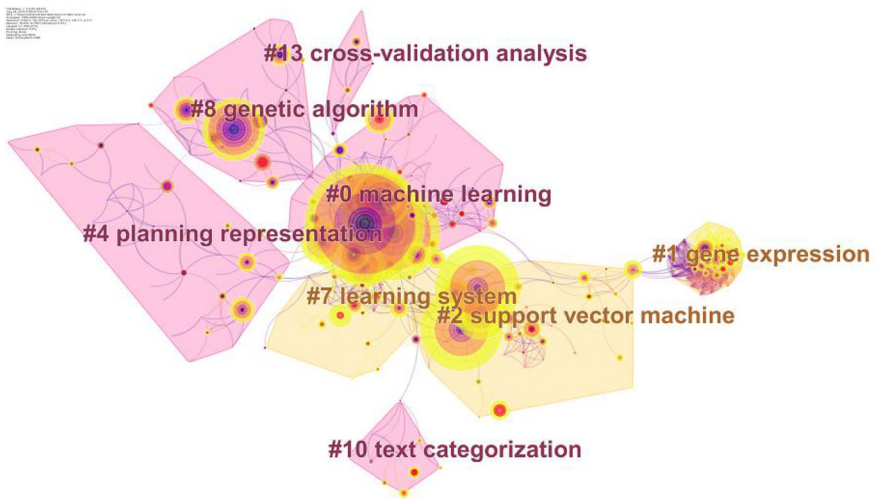 #13 cross-validation analysis
#8 genetic algorithm
#0 machine learning
#4 planning representation
#1 gene expression
#7 learning system
#2 support vector machine
#10 text categorization